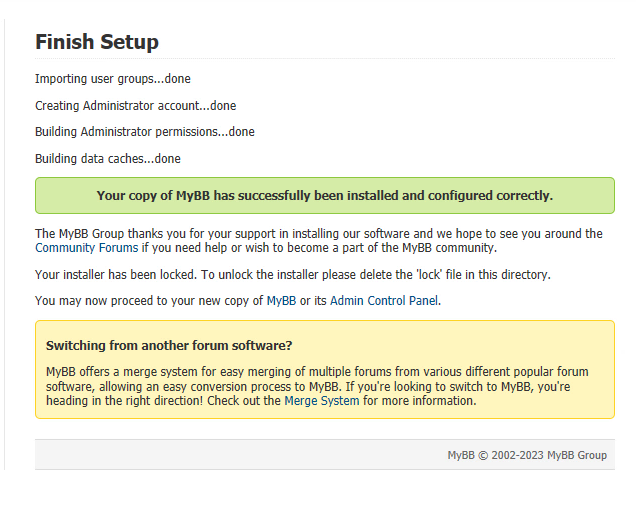 Finish Setup
Importing user groups...done
Creating Administrator account...done
Building Administrator permissions...done
Building data caches...done
Your copy of MyBB has successfully been installed and configured correctly.
The MyBB Group thanks you for your support in installing our software and we hope to see you around the
Community Forums if you need help or wish to become a part of the MyBB community.
Your installer has been locked. To unlock the installer please delete the 'lock' file in this directory.
You may now proceed to your new copy of MyBB or its Admin Control Panel.
Switching from another forum software?
MyBB offers a merge system for easy merging of multiple forums from various different popular forum
software, allowing an easy conversion process to MyBB. If you're looking to switch to MyBB, you're
heading in the right direction! Check out the Merge System for more information.
MyBB © 2002-2023 MyBB Group